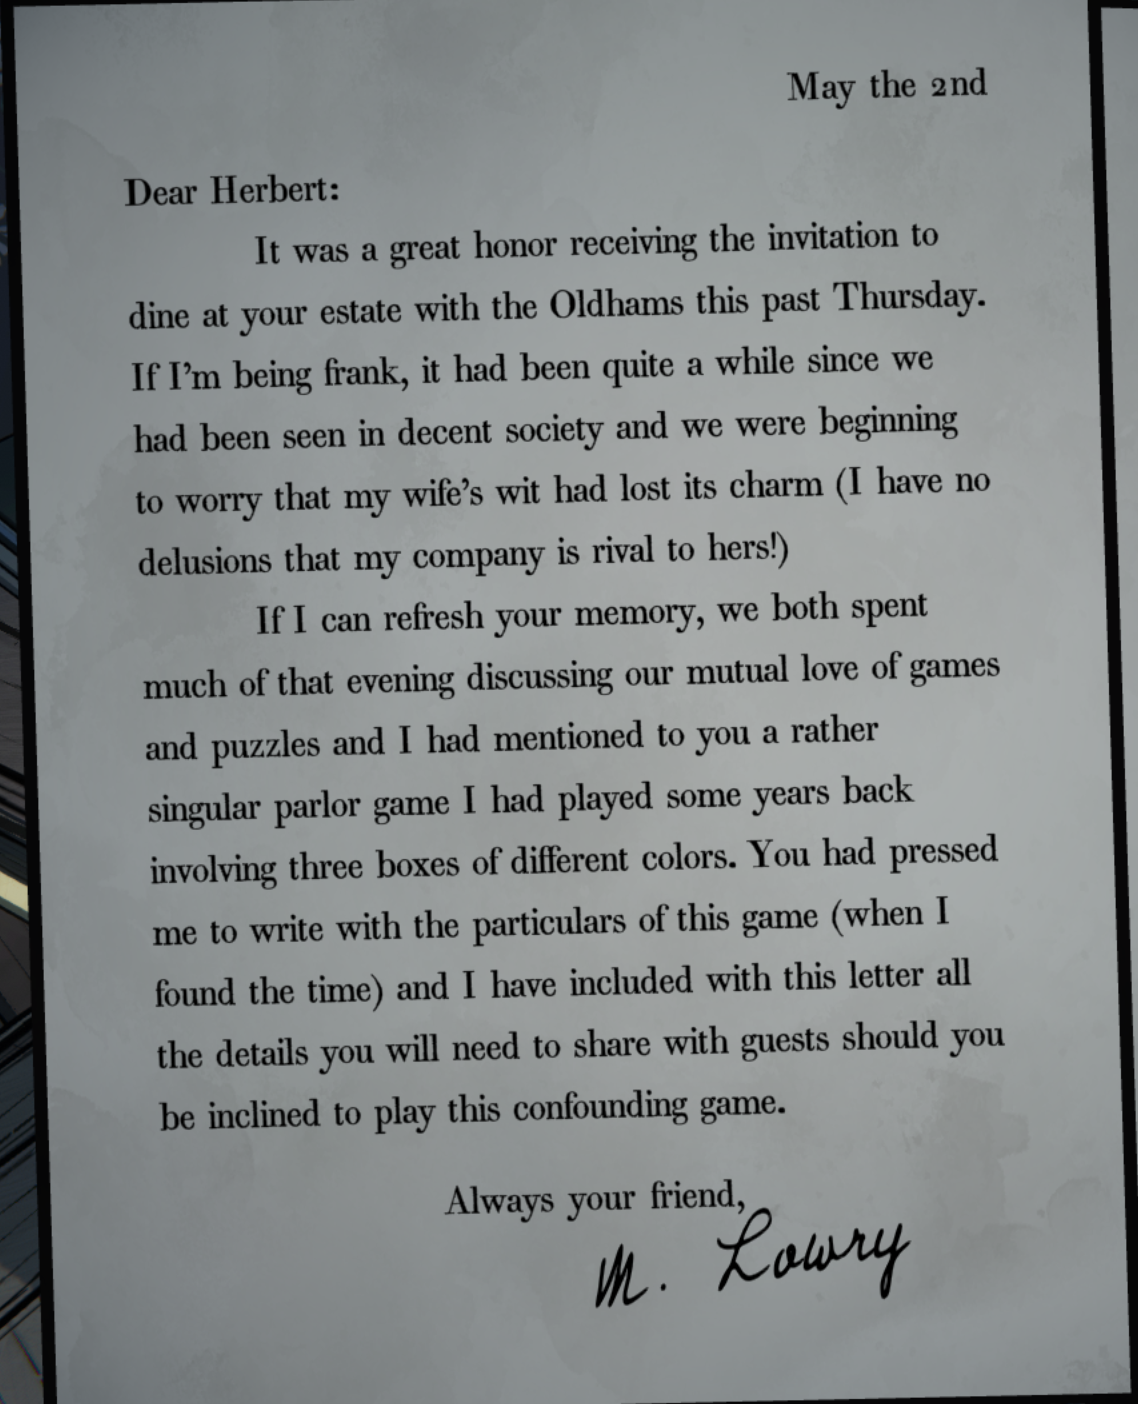 May the 2nd
Dear Herbert:
It was a great honor receiving the invitation to
dine at your estate with the Oldhams this past Thursday.
If I'm being frank, it had been quite a while since we
had been seen in decent society and we were beginning
to worry that my wife's wit had lost its charm (I have no
delusions that my company is rival to hers!)
If I can refresh your memory, we both spent
much of that evening discussing our mutual love of games
and puzzles and I had mentioned to you a rather
singular parlor game I had played some years back
involving three boxes of different colors. You had pressed
me to write with the particulars of this game (when I
found the time) and I have included with this letter all
the details you will need to share with guests should you
be inclined to play this confounding game.
Always your friend,
M. Lowry